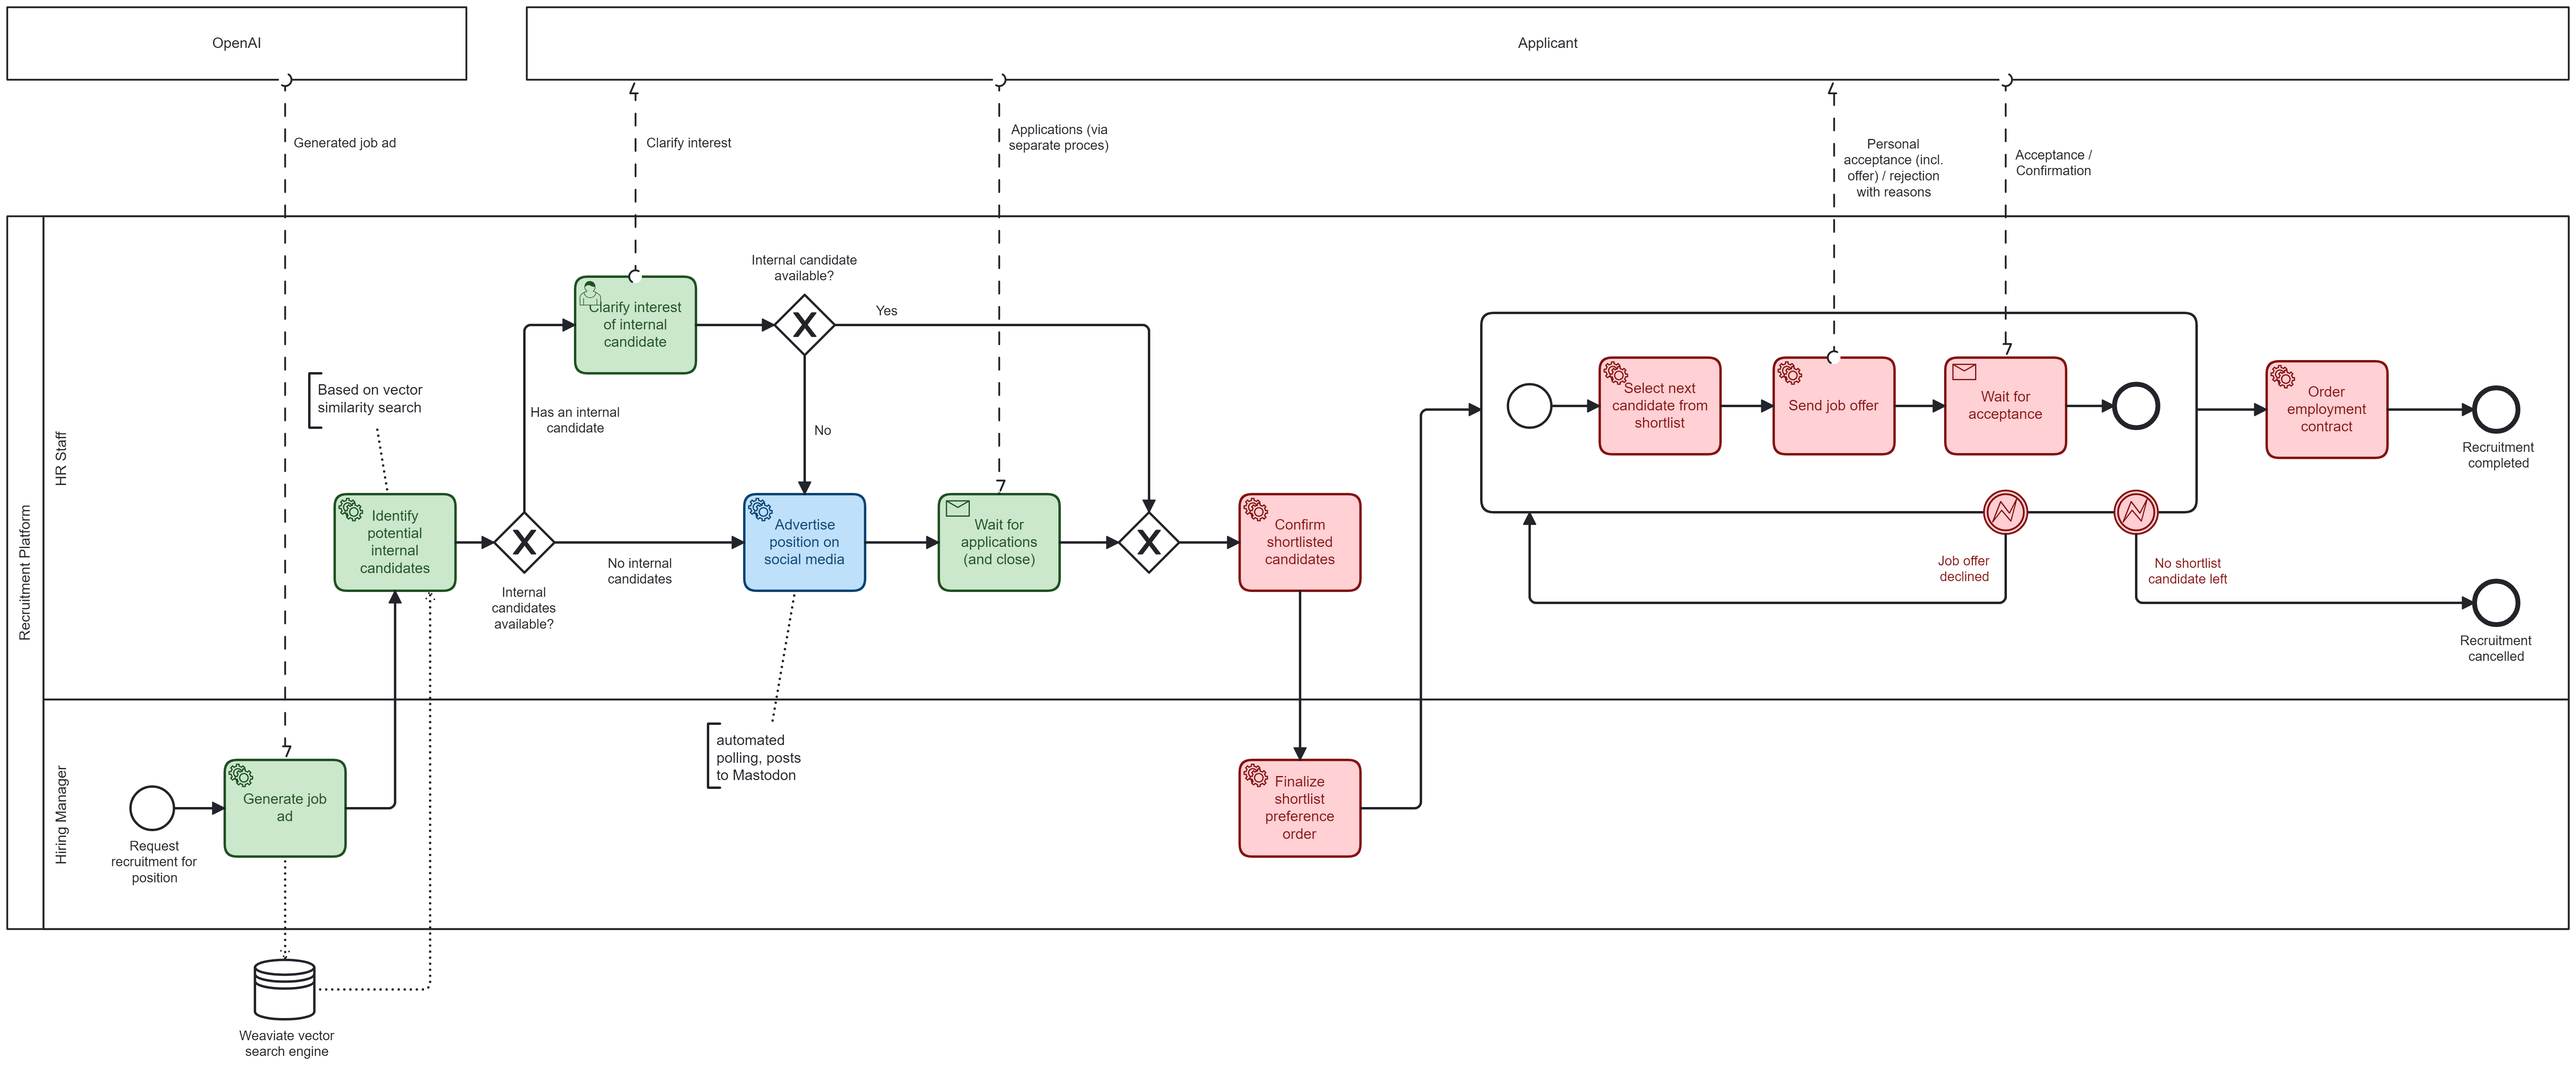 OpenAI
Applicant
Generated job ad
Clarify interest
Applications (via
separate proces)
Personal
acceptance (incl.
offer) / rejection
with reasons
Acceptance /
Confirmation
Recruitment Platform
HR Staff
Hiring Manager
Request
recruitment for
position
Generate job
ad
Weaviate vector
search engine
Based on vector
similarity search
Identify
potential
internal
candidates
Internal
candidates
available?
Has an internal
candidate
No internal
candidates
Clarify interest
of internal
candidate
Internal candidate
available?
Yes
No
Advertise
position on
social media
automated
polling, posts
to Mastodon
Wait for
applications
(and close)
Confirm
shortlisted
candidates
Finalize
shortlist
preference
order
Select next
candidate from
shortlist
Send job offer
Wait for
acceptance
Job offer
declined
No shortlist
candidate left
Order
employment
contract
Recruitment
completed
Recruitment
cancelled